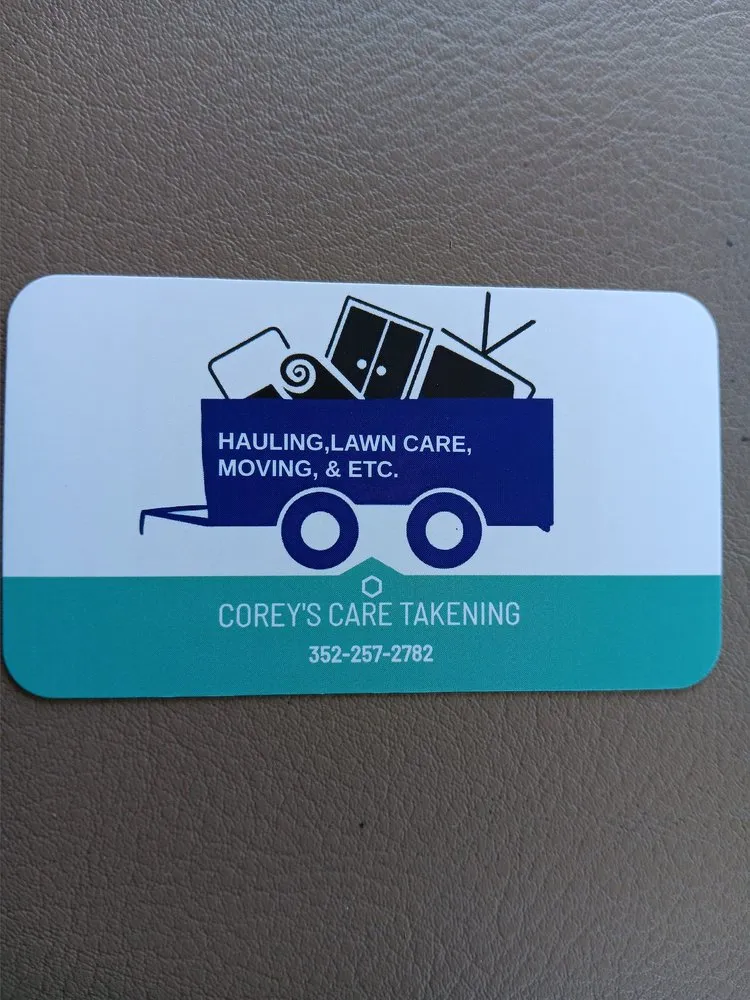 HAULING,LAWN CARE,
MOVING, & ETC.
COREY'S CARE TAKENING
352-257-2782